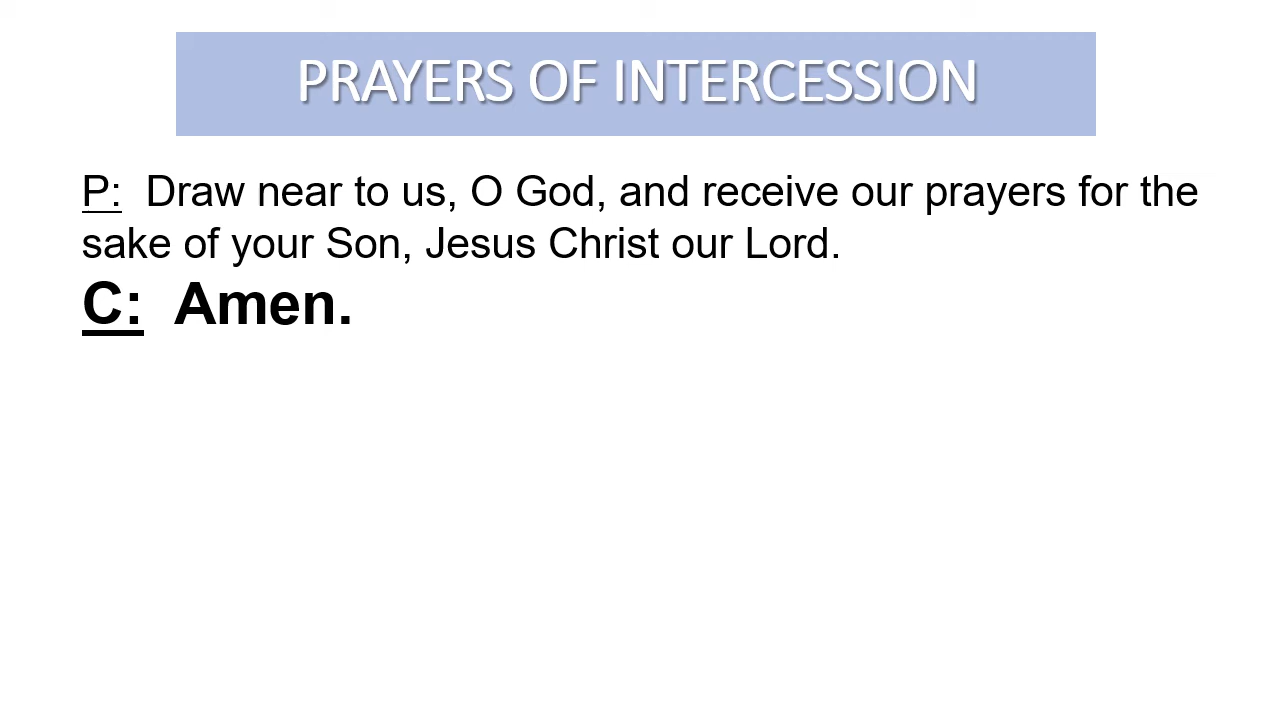 PRAYERS OF INTERCESSION
P:  Draw near to us, O God, and receive our prayers for the
sake of your Son, Jesus Christ our Lord.
C:  Amen.